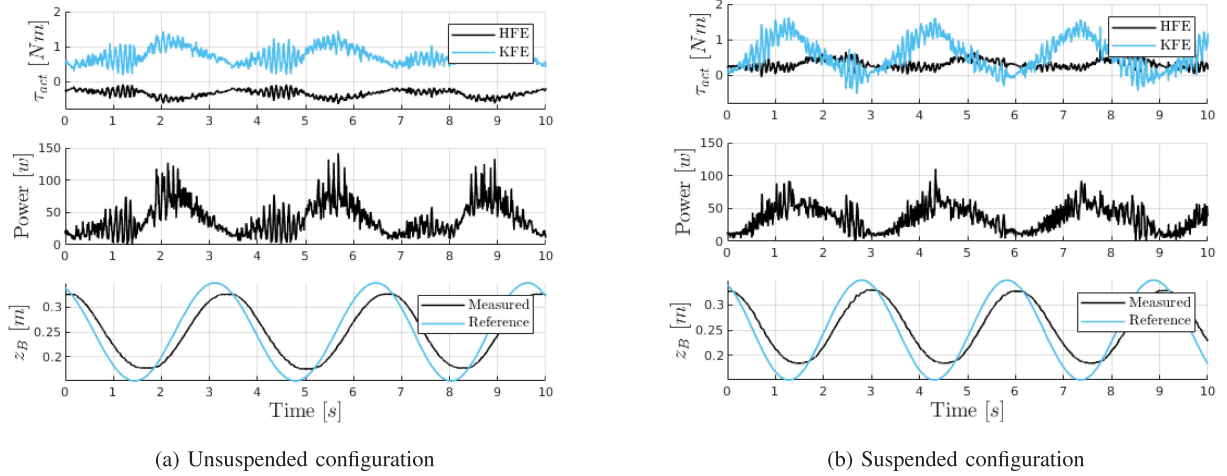 τ_act [Nm]
2
1
0
HFE
KFE
0 1 2 3 4 5 6 7 8 9 10
Power [w]
150
100
50
0
0 1 2 3 4 5 6 7 8 9 10
z_B [m]
0.3
0.25
0.2
Measured
Reference
0 1 2 3 4 5 6 7 8 9 10
Time [s]
(a) Unsuspended configuration
τ_act [Nm]
2
1
0
HFE
KFE
0 1 2 3 4 5 6 7 8 9 10
Power [w]
150
100
50
0
0 1 2 3 4 5 6 7 8 9 10
z_B [m]
0.3
0.25
0.2
Measured
Reference
0 1 2 3 4 5 6 7 8 9 10
Time [s]
(b) Suspended configuration